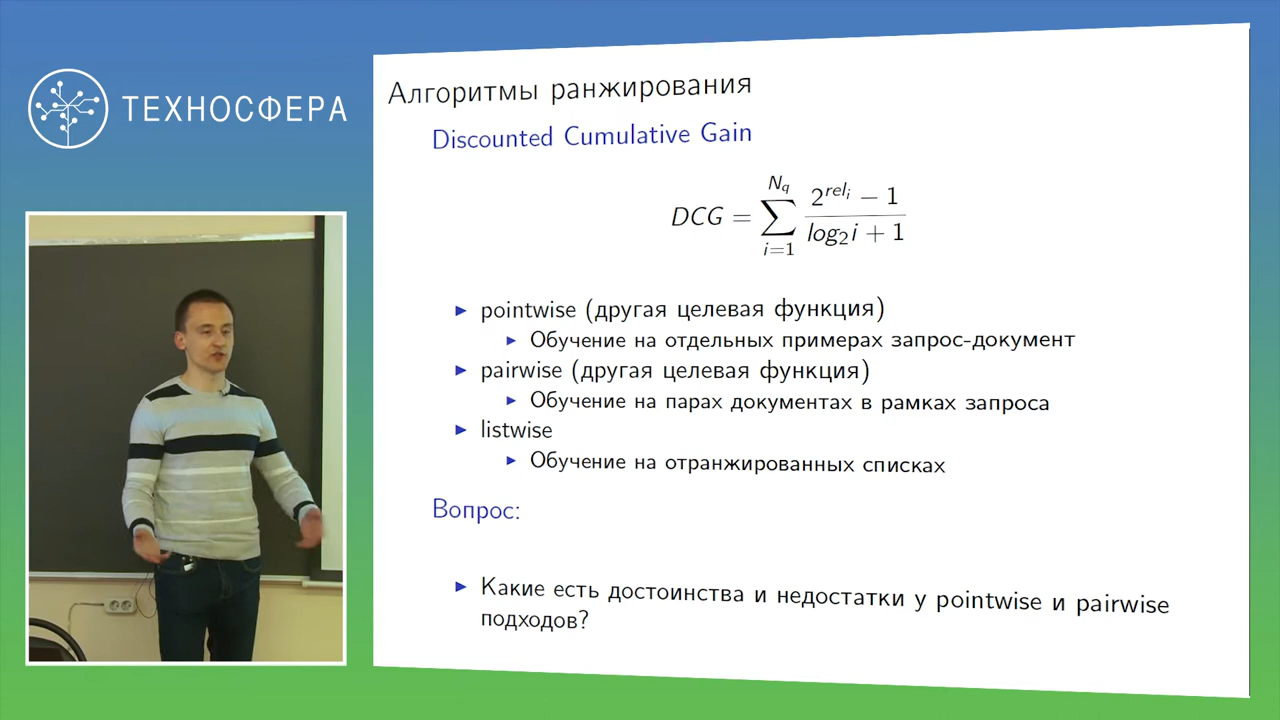 ТЕХНОСФЕРА
Алгоритмы ранжирования
Discounted Cumulative Gain
DCG = \sum_{i=1}^{N_q} \frac{2^{rel_i} − 1}{log_2 i + 1}
▶ pointwise (другая целевая функция)
▶ Обучение на отдельных примерах запрос-документ
▶ pairwise (другая целевая функция)
▶ Обучение на парах документах в рамках запроса
▶ listwise
▶ Обучение на отранжированных списках
Вопрос:
▶ Какие есть достоинства и недостатки у pointwise и pairwise
подходов?